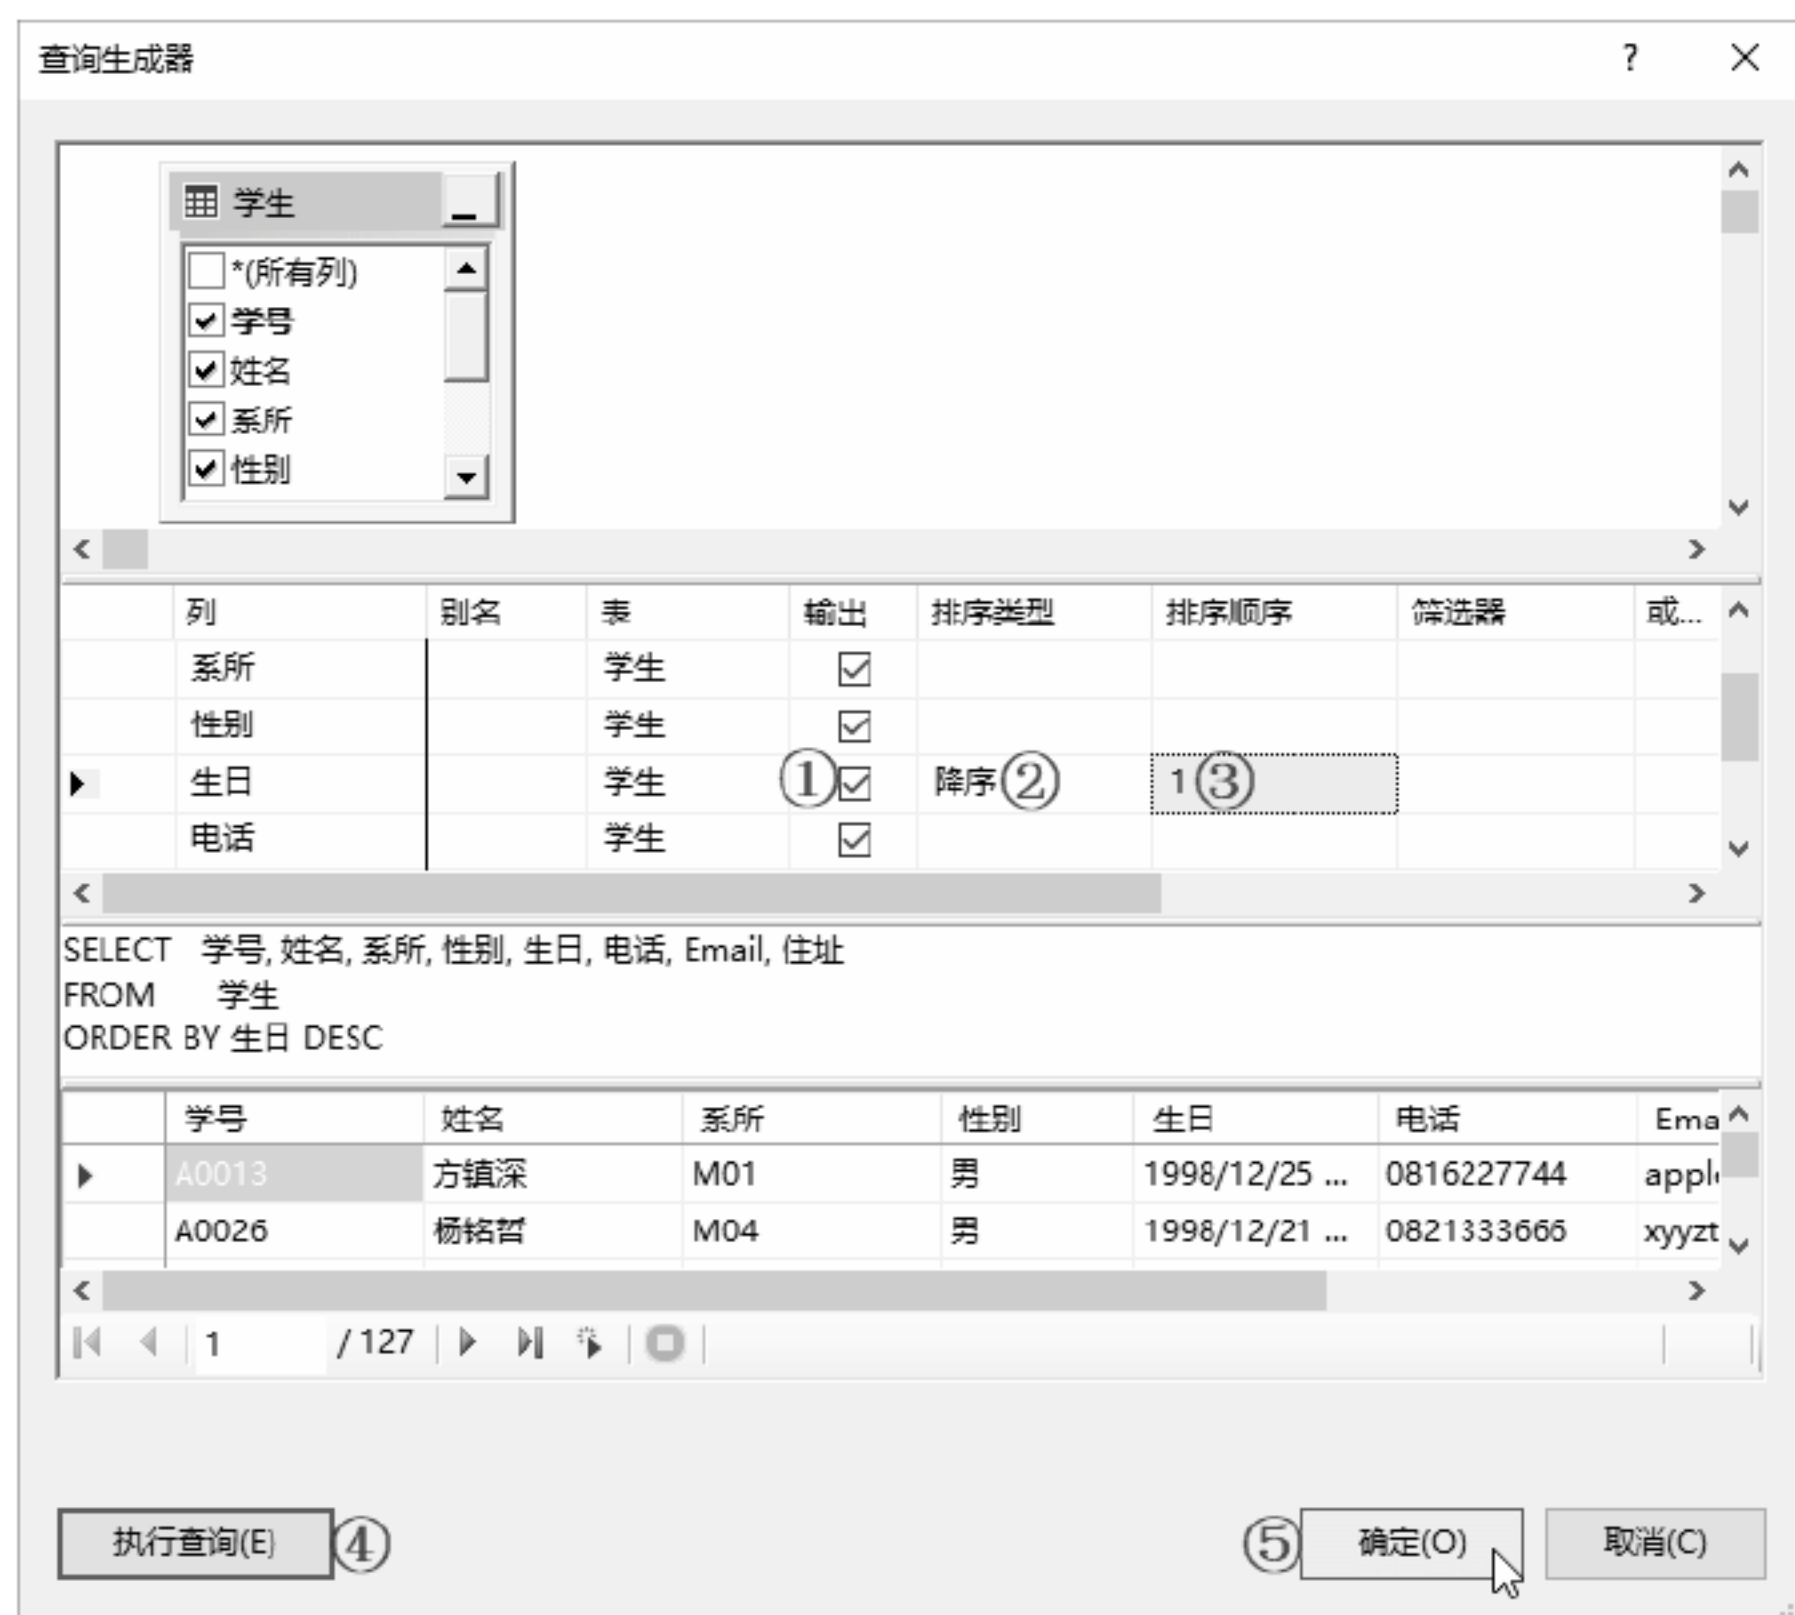 查询生成器 ?
学生
*(所有列)
学号
姓名
系所
性别
列 别名 表 输出 排序类型 排序顺序 筛选器 或...
系所 学生
性别 学生
生日 学生 ① 降序② 1③
电话 学生
SELECT 学号, 姓名, 系所, 性别, 生日, 电话, Email, 住址
FROM 学生
ORDER BY 生日 DESC
学号 姓名 系所 性别 生日 电话 Ema
A0013 方镇深 M01 男 1998/12/25 ... 0816227744 appl
A0026 杨铭哲 M04 男 1998/12/21 ... 0821333666 xyyzt
1 / 127
执行查询(E) ④ ⑤ 确定(O) 取消(C)